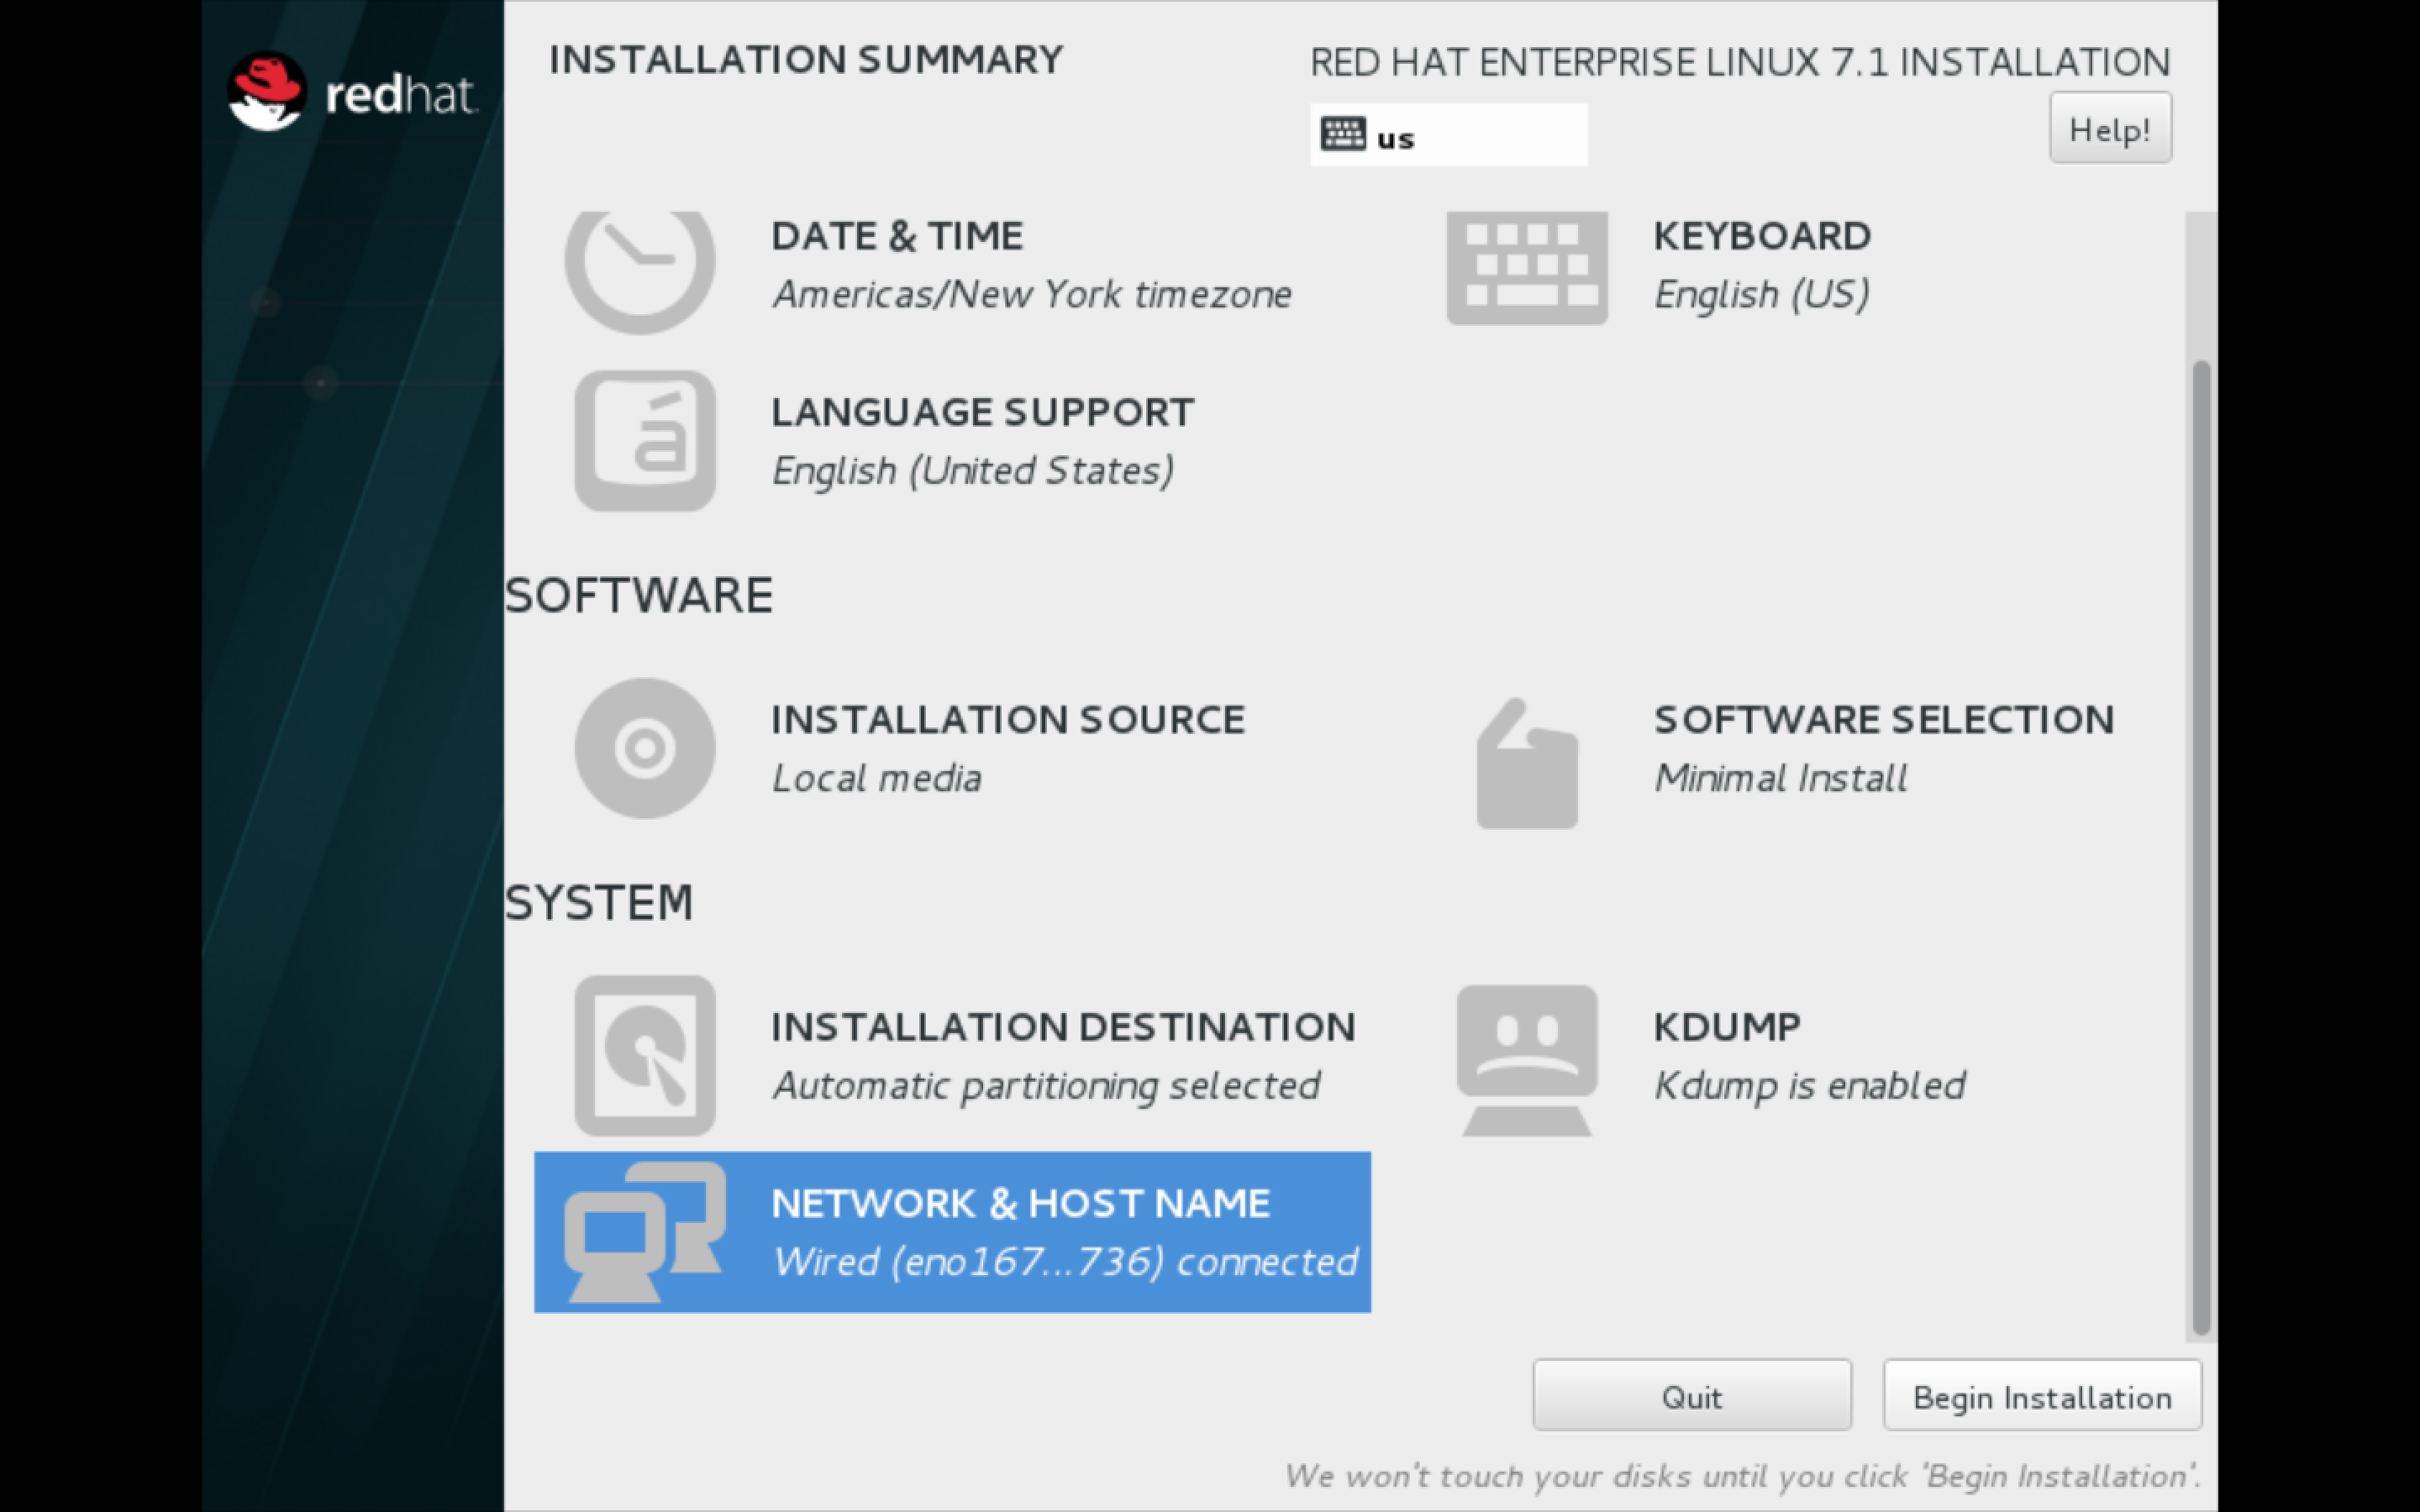 redhat.
INSTALLATION SUMMARY
RED HAT ENTERPRISE LINUX 7.1 INSTALLATION
us
Help!
DATE & TIME
Americas/New York timezone
KEYBOARD
English (US)
á
LANGUAGE SUPPORT
English (United States)
SOFTWARE
INSTALLATION SOURCE
Local media
SOFTWARE SELECTION
Minimal Install
SYSTEM
INSTALLATION DESTINATION
Automatic partitioning selected
KDUMP
Kdump is enabled
NETWORK & HOST NAME
Wired (eno167...736) connected
Quit
Begin Installation
We won't touch your disks until you click 'Begin Installation'.